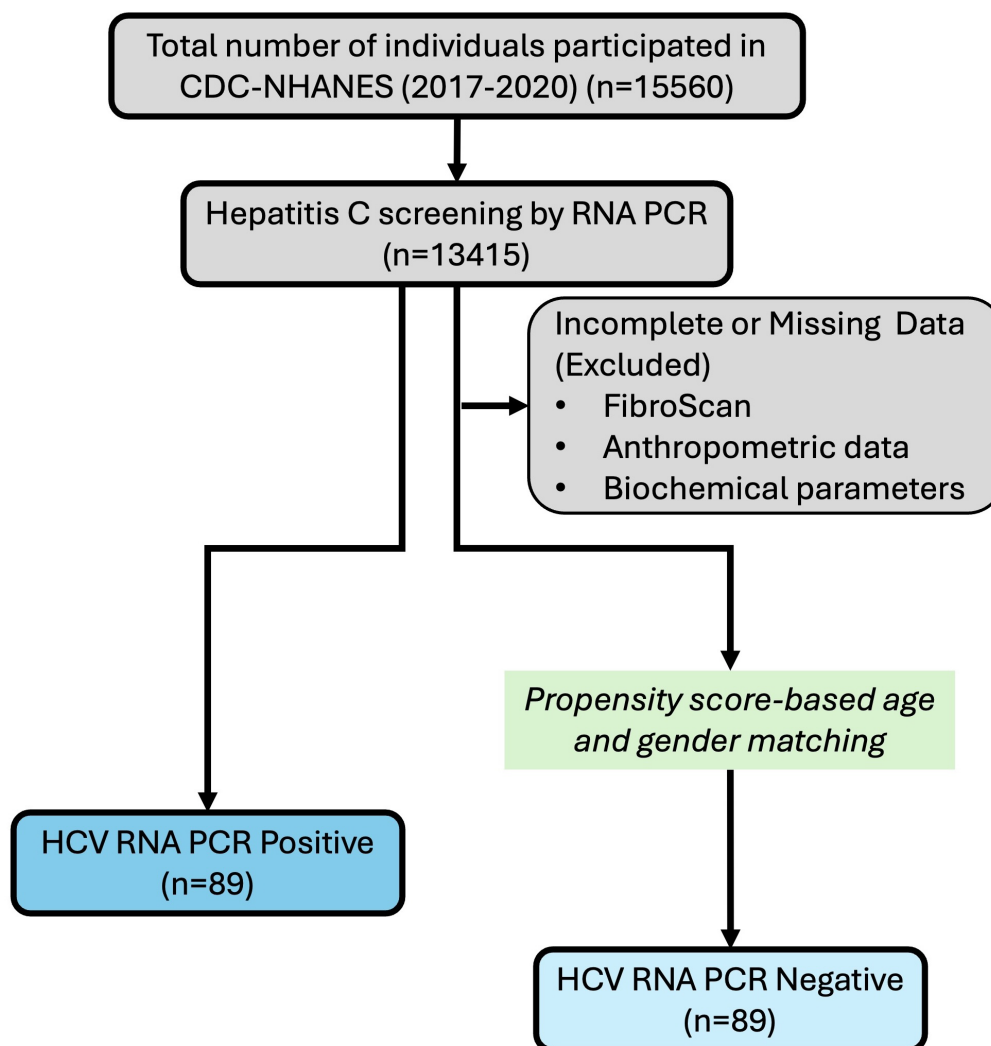 Total number of individuals participated in
CDC-NHANES (2017-2020) (n=15560)
Hepatitis C screening by RNA PCR
(n=13415)
Incomplete or Missing Data
(Excluded)
• FibroScan
• Anthropometric data
• Biochemical parameters
Propensity score-based age
and gender matching
HCV RNA PCR Positive
(n=89)
HCV RNA PCR Negative
(n=89)